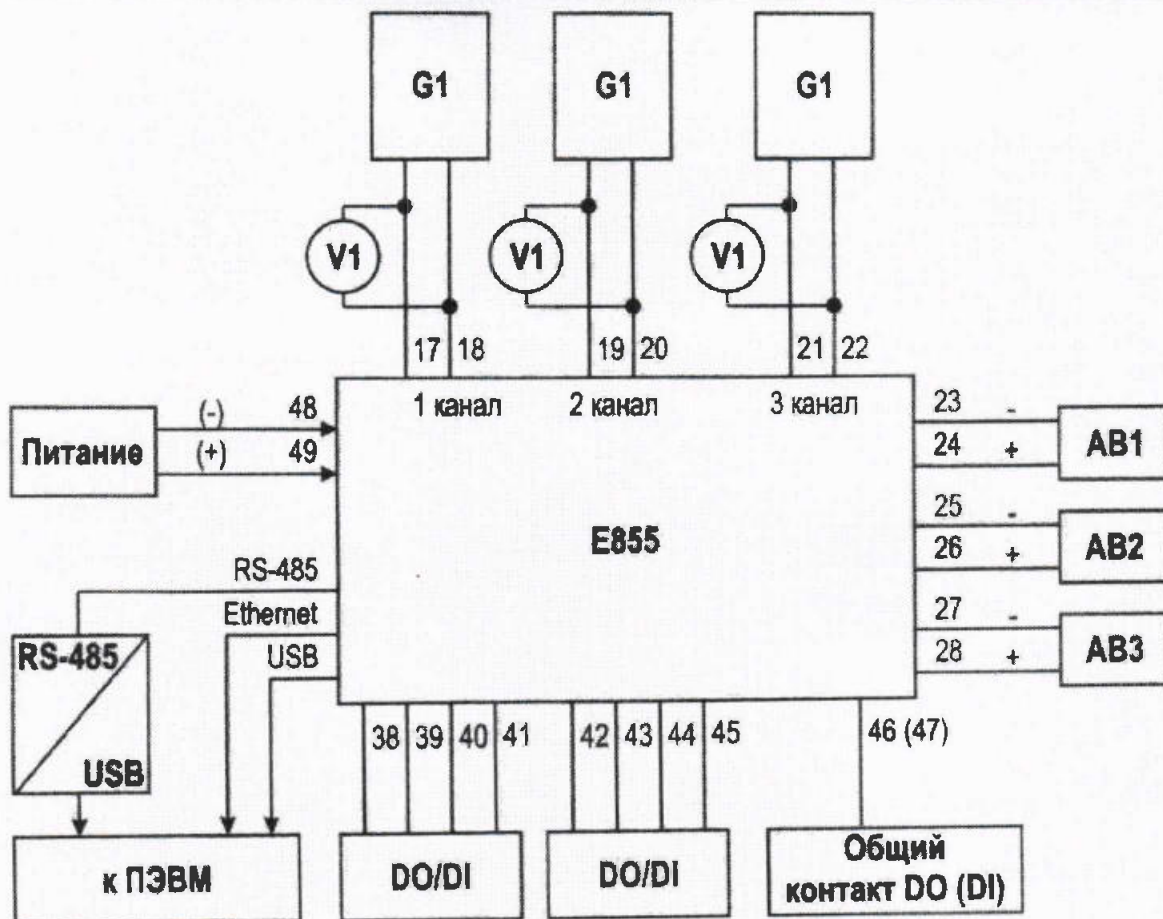 G1 G1 G1
V1 V1 V1
17 18 19 20 21 22
1 канал 2 канал 3 канал
Питание
(-) 48
(+) 49
E855
23 -
24 +
AB1
25 -
26 +
AB2
27 -
28 +
AB3
RS-485
Ethernet
USB
RS-485
USB
38 39 40 41 42 43 44 45 46 (47)
к ПЭВМ
DO/DI
DO/DI
Общий
контакт DO (DI)